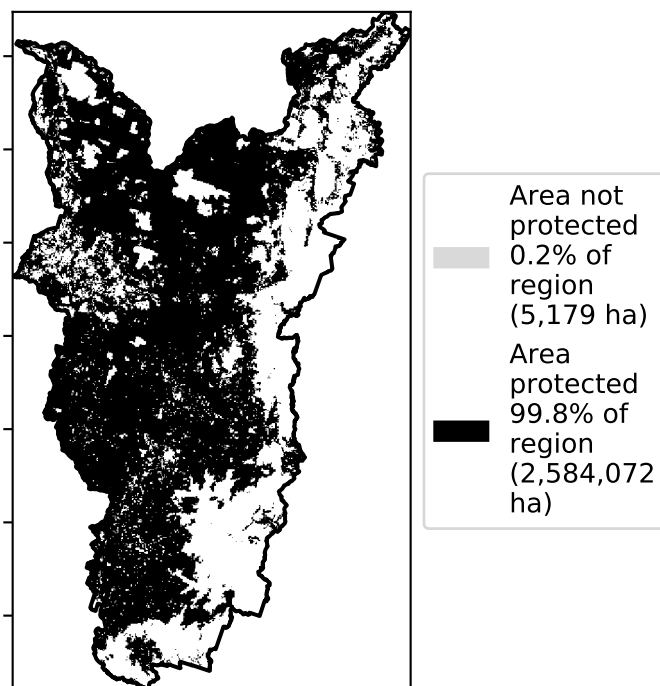 Area not
protected
0.2% of
region
(5,179 ha)
Area
protected
99.8% of
region
(2,584,072
ha)